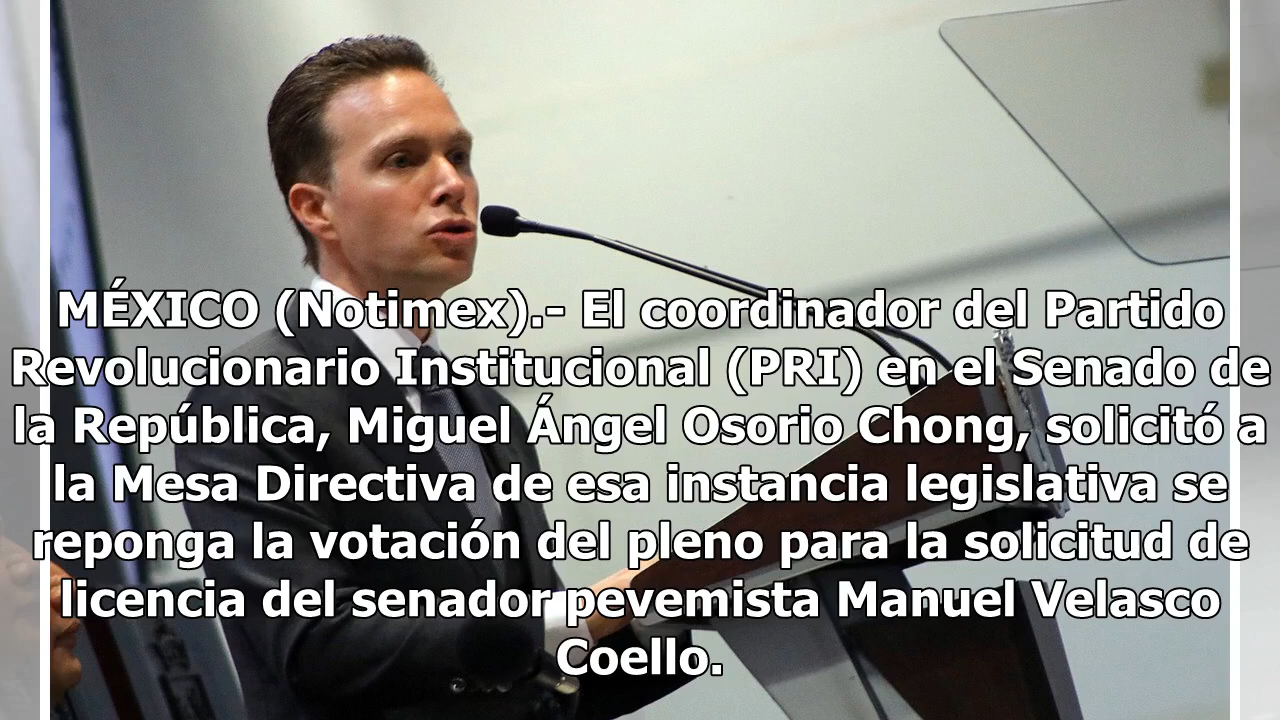 MÉXICO (Notimex).- El coordinador del Partido
Revolucionario Institucional (PRI) en el Senado de
la República, Miguel Ángel Osorio Chong, solicitó a
la Mesa Directiva de esa instancia legislativa se
reponga la votación del pleno para la solicitud de
licencia del senador pevemista Manuel Velasco
Coello.